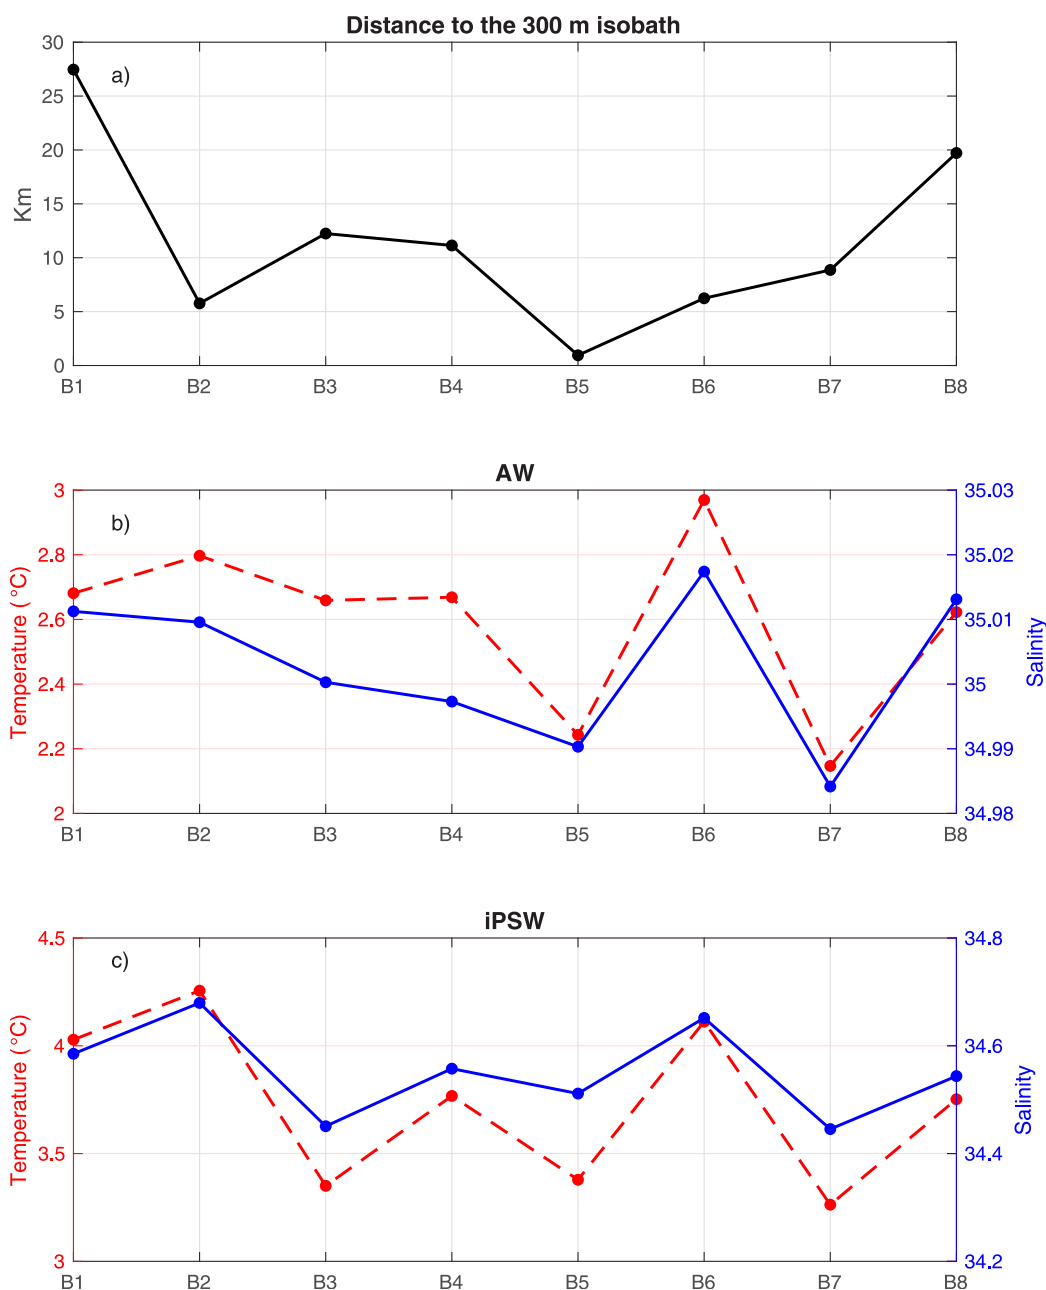 Distance to the 300 m isobath
a)
Km
30
25
20
15
10
5
0
B1 B2 B3 B4 B5 B6 B7 B8
AW
b)
Temperature ( °C)
3
2.8
2.6
2.4
2.2
2
Salinity
35.03
35.02
35.01
35
34.99
34.98
B1 B2 B3 B4 B5 B6 B7 B8
iPSW
c)
Temperature ( °C)
4.5
4
3.5
3
Salinity
34.8
34.6
34.4
34.2
B1 B2 B3 B4 B5 B6 B7 B8